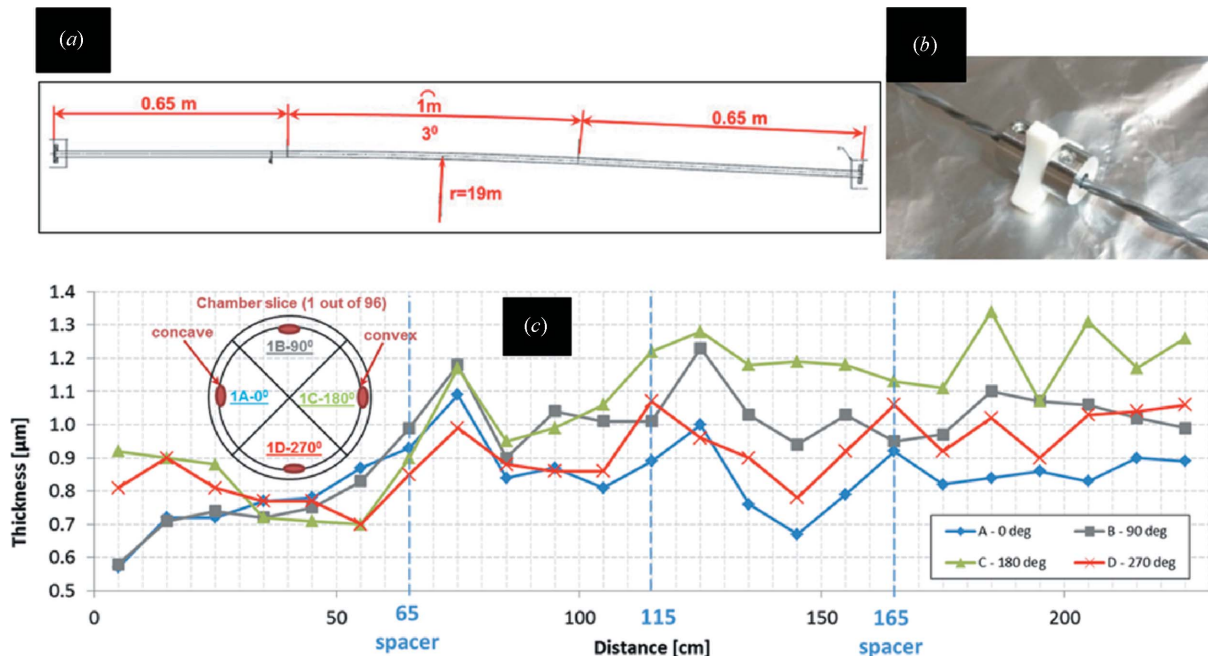 (a)
(b)
0.65 m
1m
0.65 m
3⁰
r=19m
(c)
Chamber slice (1 out of 96)
concave
convex
1B-90⁰
1A-0⁰
1C-180⁰
1D-270⁰
Thickness [µm]
1.4
1.3
1.2
1.1
1.0
0.9
0.8
0.7
0.6
0.5
A - 0 deg
B - 90 deg
C - 180 deg
D - 270 deg
0
50
65
100
115
150
165
200
spacer
Distance [cm]
spacer